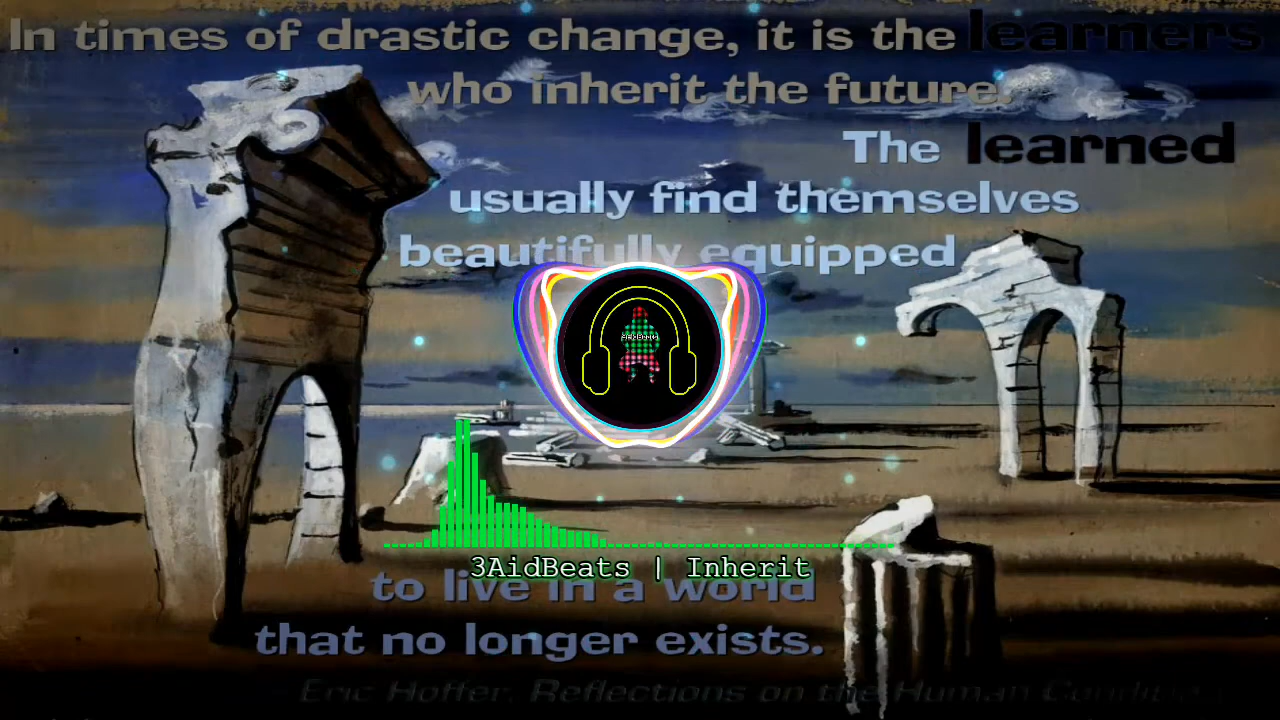 In times of drastic change, it is the learners
who inherit the future.
The learned
usually find themselves
beautifully equipped
3AidBeats | Inherit
to live in a world
that no longer exists.
Eric Hoffer, Reflections on the Human Condition